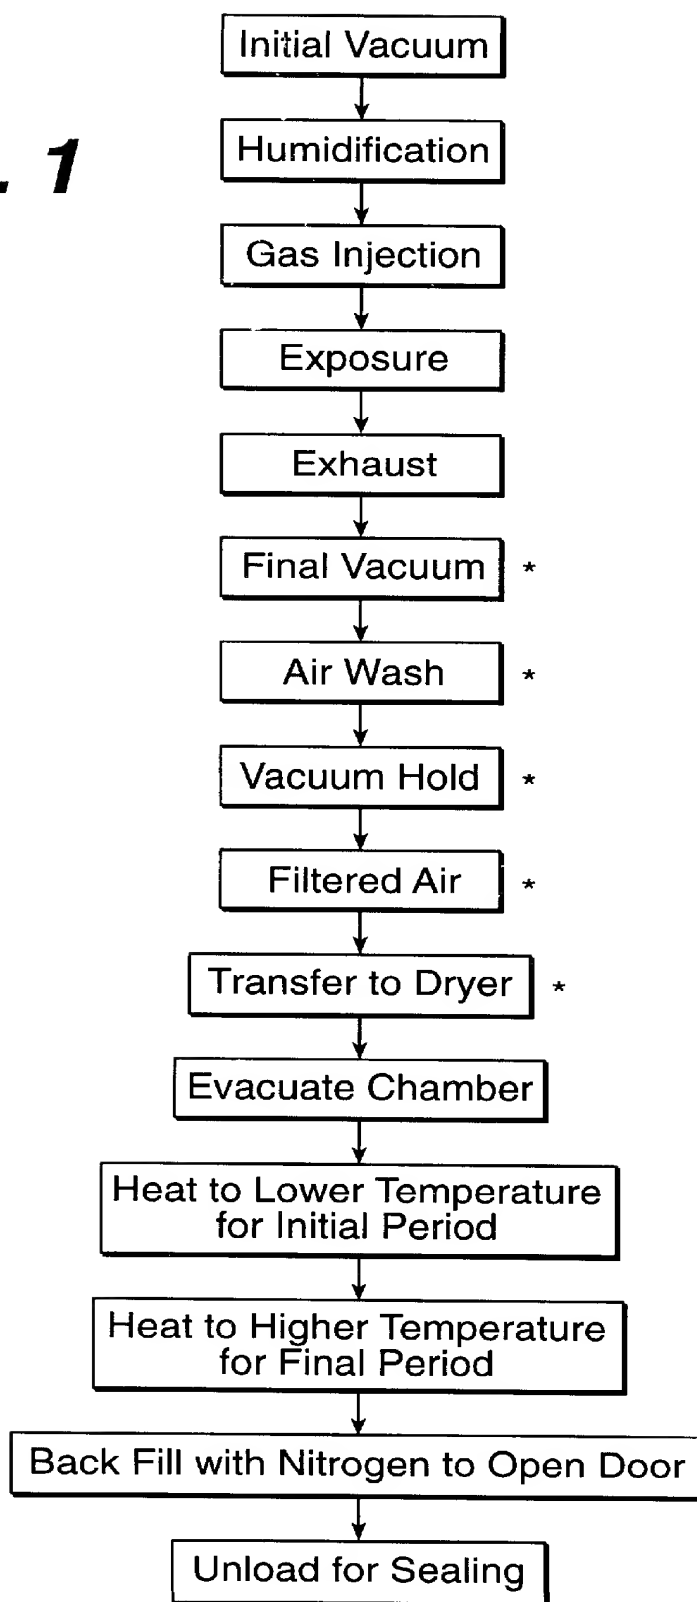 . 1
Initial Vacuum
Humidification
Gas Injection
Exposure
Exhaust
Final Vacuum *
Air Wash *
Vacuum Hold *
Filtered Air *
Transfer to Dryer *
Evacuate Chamber
Heat to Lower Temperature
for Initial Period
Heat to Higher Temperature
for Final Period
Back Fill with Nitrogen to Open Door
Unload for Sealing